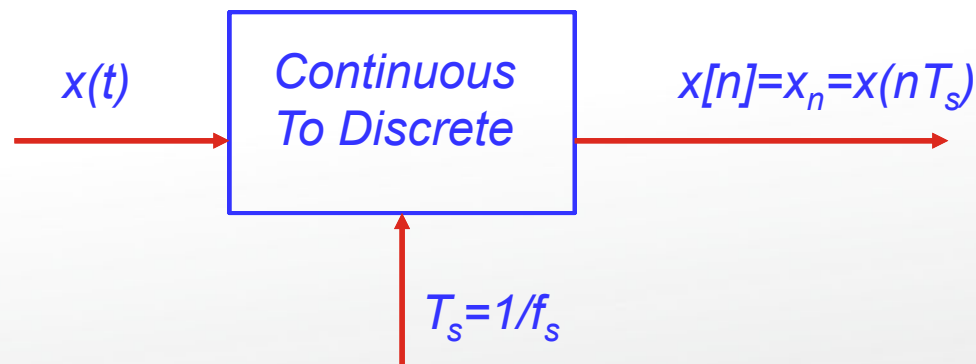 x(t)
Continuous
To Discrete
x[n]=xₙ=x(nTₛ)
Tₛ=1/fₛ